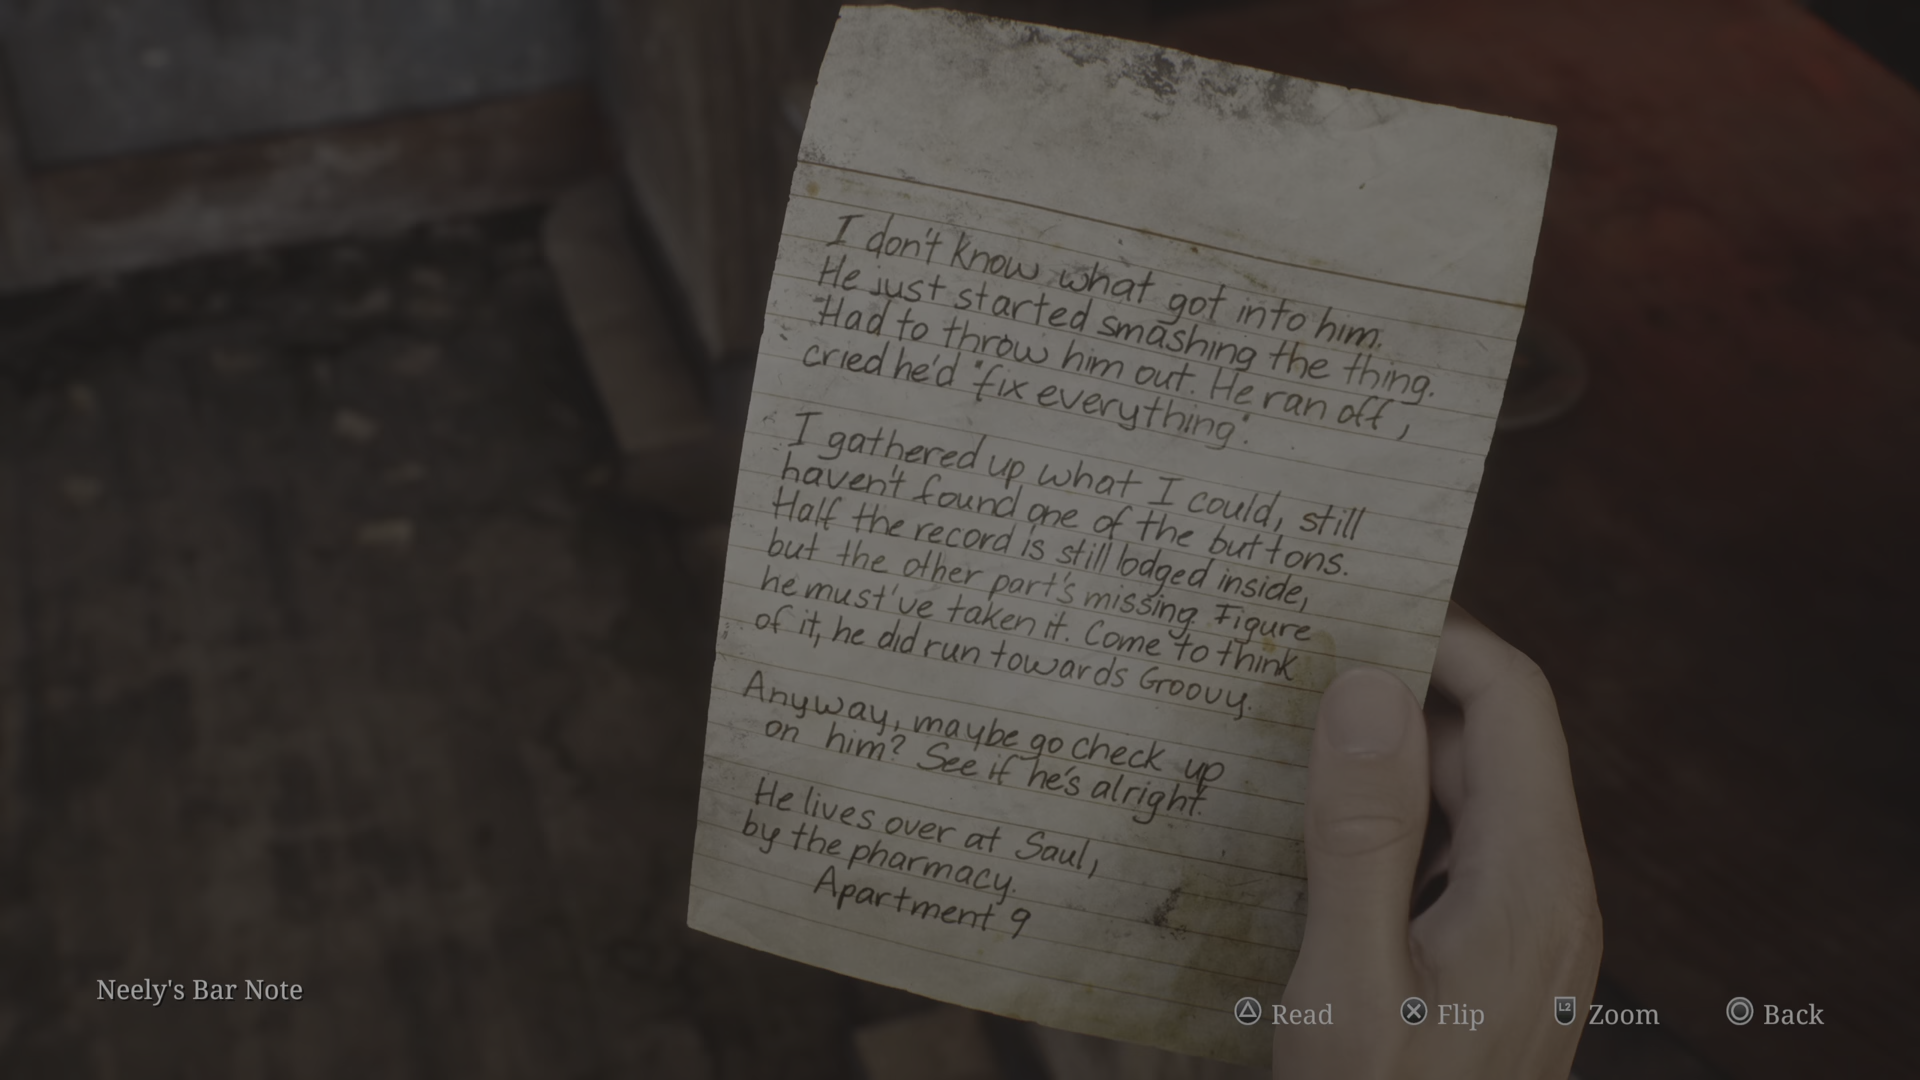 I don't know what got into him.
He just started smashing the thing.
Had to throw him out. He ran off,
cried he'd "fix everything".
I gathered up what I could, still
haven't found one of the buttons.
Half the record is still lodged inside,
but the other part's missing. Figure
he must've taken it. Come to think
of it, he did run towards Groovy.
Anyway, maybe go check up
on him? See if he's alright.
He lives over at Saul,
by the pharmacy.
Apartment 9
Neely's Bar Note
Read
Flip
L2 Zoom
Back